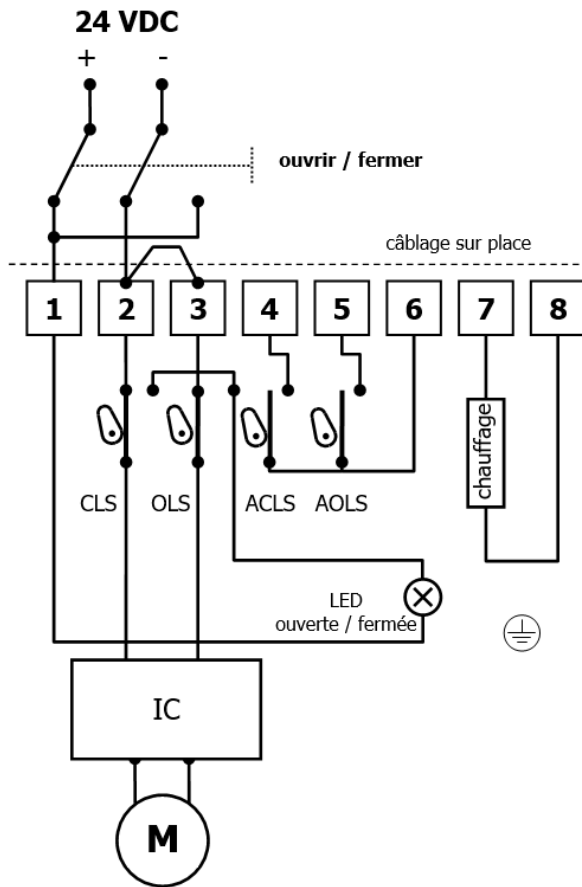 24 VDC
+ -
ouvrir / fermer
câblage sur place
1 2 3 4 5 6 7 8
chauffage
CLS OLS ACLS AOLS
LED
ouverte / fermée
IC
M